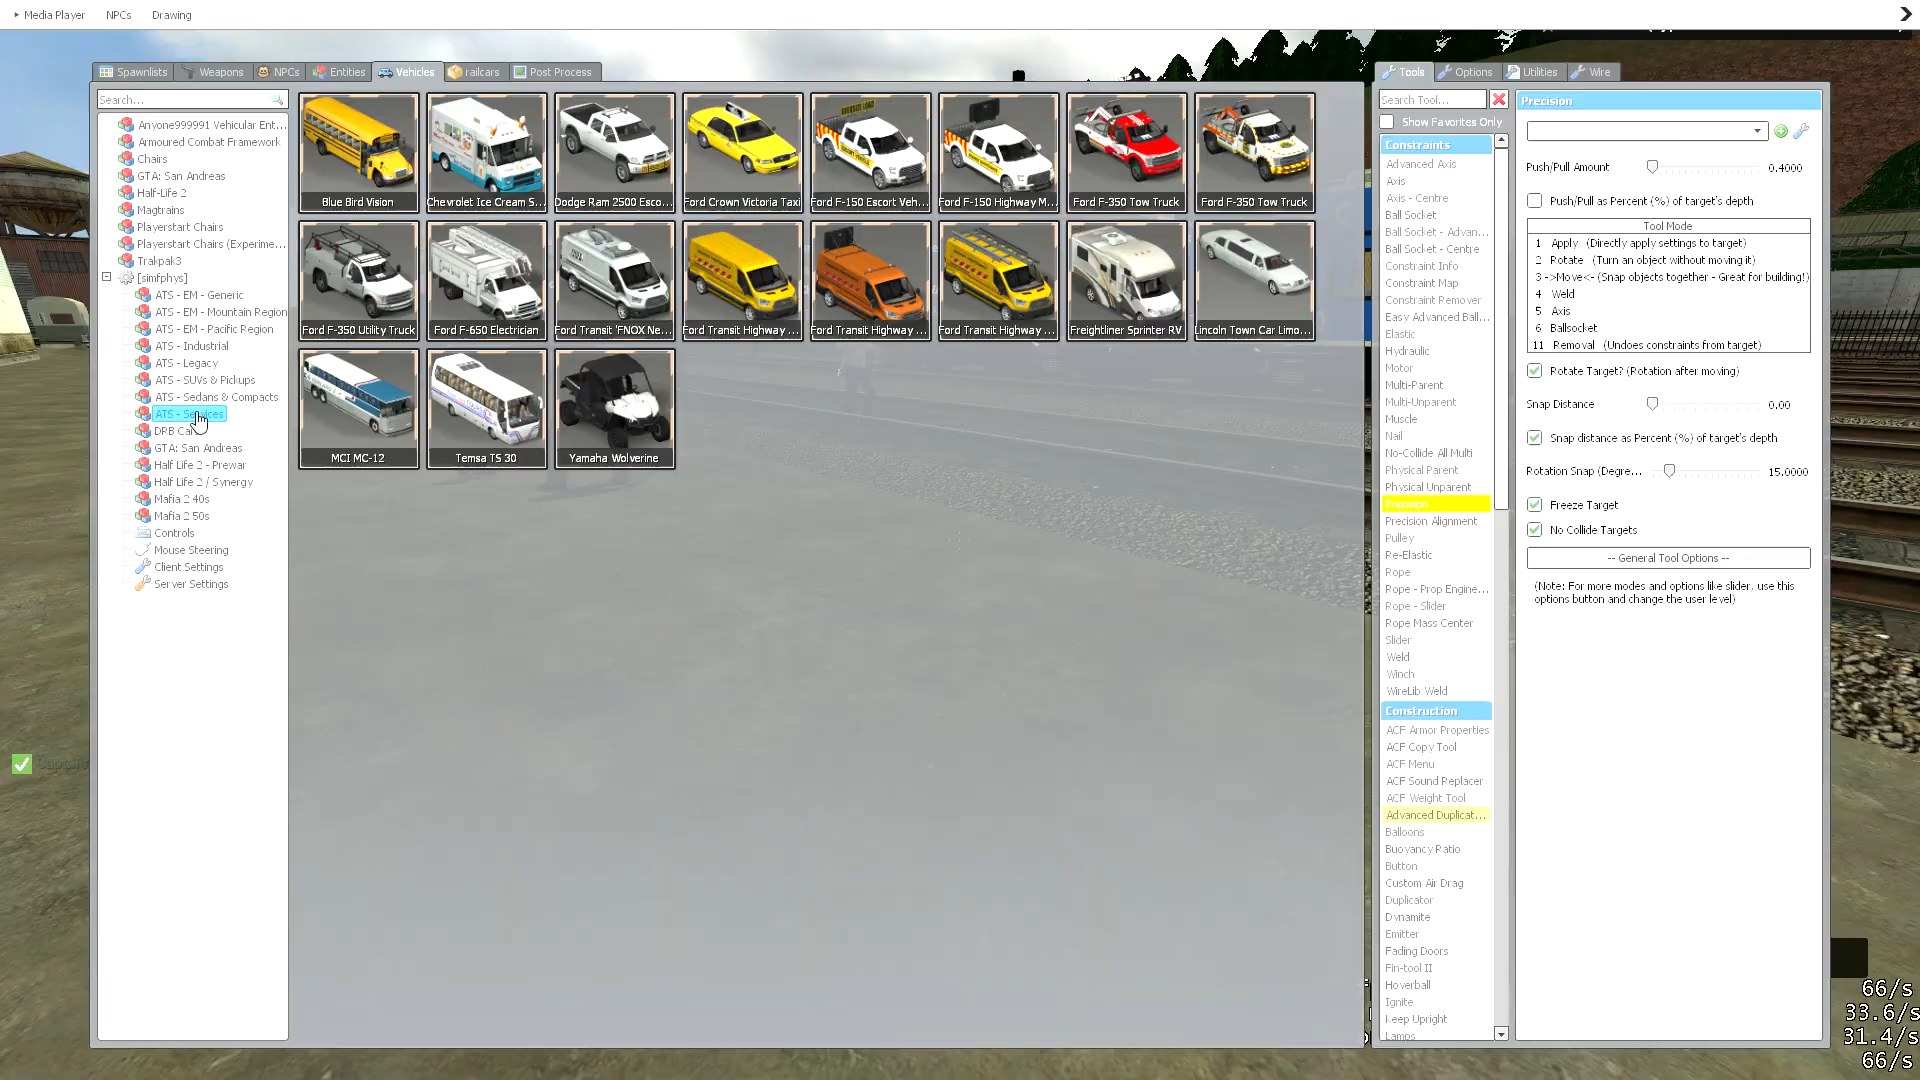 Media Player NPCs Drawing
Spawnlists Weapons NPCs Entities Vehicles railcars Post Process
Search...
Anyone999991 Vehicular Ent...
Armoured Combat Framework
Chairs
GTA: San Andreas
Half-Life 2
Magtrains
Playerstart Chairs
Playerstart Chairs (Experime...
Trakpak3
[simfphys]
ATS - EM - Generic
ATS - EM - Mountain Region
ATS - EM - Pacific Region
ATS - Industrial
ATS - Legacy
ATS - SUVs & Pickups
ATS - Sedans & Compacts
ATS - Services
DRB Ca
GTA: San Andreas
Half Life 2 - Prewar
Half Life 2 / Synergy
Mafia 2 40s
Mafia 2 50s
Controls
Mouse Steering
Client Settings
Server Settings
Blue Bird Vision
Chevrolet Ice Cream S...
Dodge Ram 2500 Esco...
Ford Crown Victoria Taxi
Ford F-150 Escort Veh...
Ford F-150 Highway M...
Ford F-350 Tow Truck
Ford F-350 Tow Truck
Ford F-350 Utility Truck
Ford F-650 Electrician
Ford Transit 'FNOX Ne...
Ford Transit Highway ...
Ford Transit Highway ...
Ford Transit Highway ...
Freightliner Sprinter RV
Lincoln Town Car Limo...
MCI MC-12
Temsa TS 30
Yamaha Wolverine
Tools Options Utilities Wire
Search Tool...
Show Favorites Only
Constraints
Advanced Axis
Axis
Axis - Centre
Ball Socket
Ball Socket - Advan...
Ball Socket - Centre
Constraint Info
Constraint Map
Constraint Remover
Easy Advanced Ball...
Elastic
Hydraulic
Motor
Multi-Parent
Multi-Unparent
Muscle
Nail
No-Collide All Multi
Physical Parent
Physical Unparent
Precision
Precision Alignment
Pulley
Re-Elastic
Rope
Rope - Prop Engine...
Rope - Slider
Rope Mass Center
Slider
Weld
Winch
WireLib Weld
Construction
ACF Armor Properties
ACF Copy Tool
ACF Menu
ACF Sound Replacer
ACF Weight Tool
Advanced Duplicat...
Balloons
Buoyancy Ratio
Button
Custom Air Drag
Duplicator
Dynamite
Emitter
Fading Doors
Fin-tool II
Hoverball
Ignite
Keep Upright
Lamps
Precision
Push/Pull Amount 0.4000
Push/Pull as Percent (%) of target's depth
Tool Mode
1 Apply (Directly apply settings to target)
2 Rotate (Turn an object without moving it)
3 ->Move<- (Snap objects together - Great for building!)
4 Weld
5 Axis
6 Ballsocket
11 Removal (Undoes constraints from target)
Rotate Target? (Rotation after moving)
Snap Distance 0.00
Snap distance as Percent (%) of target's depth
Rotation Snap (Degre... 15.0000
Freeze Target
No Collide Targets
-- General Tool Options --
(Note: For more modes and options like slider, use this
options button and change the user level)
66/s
33.6/s
31.4/s
66/s